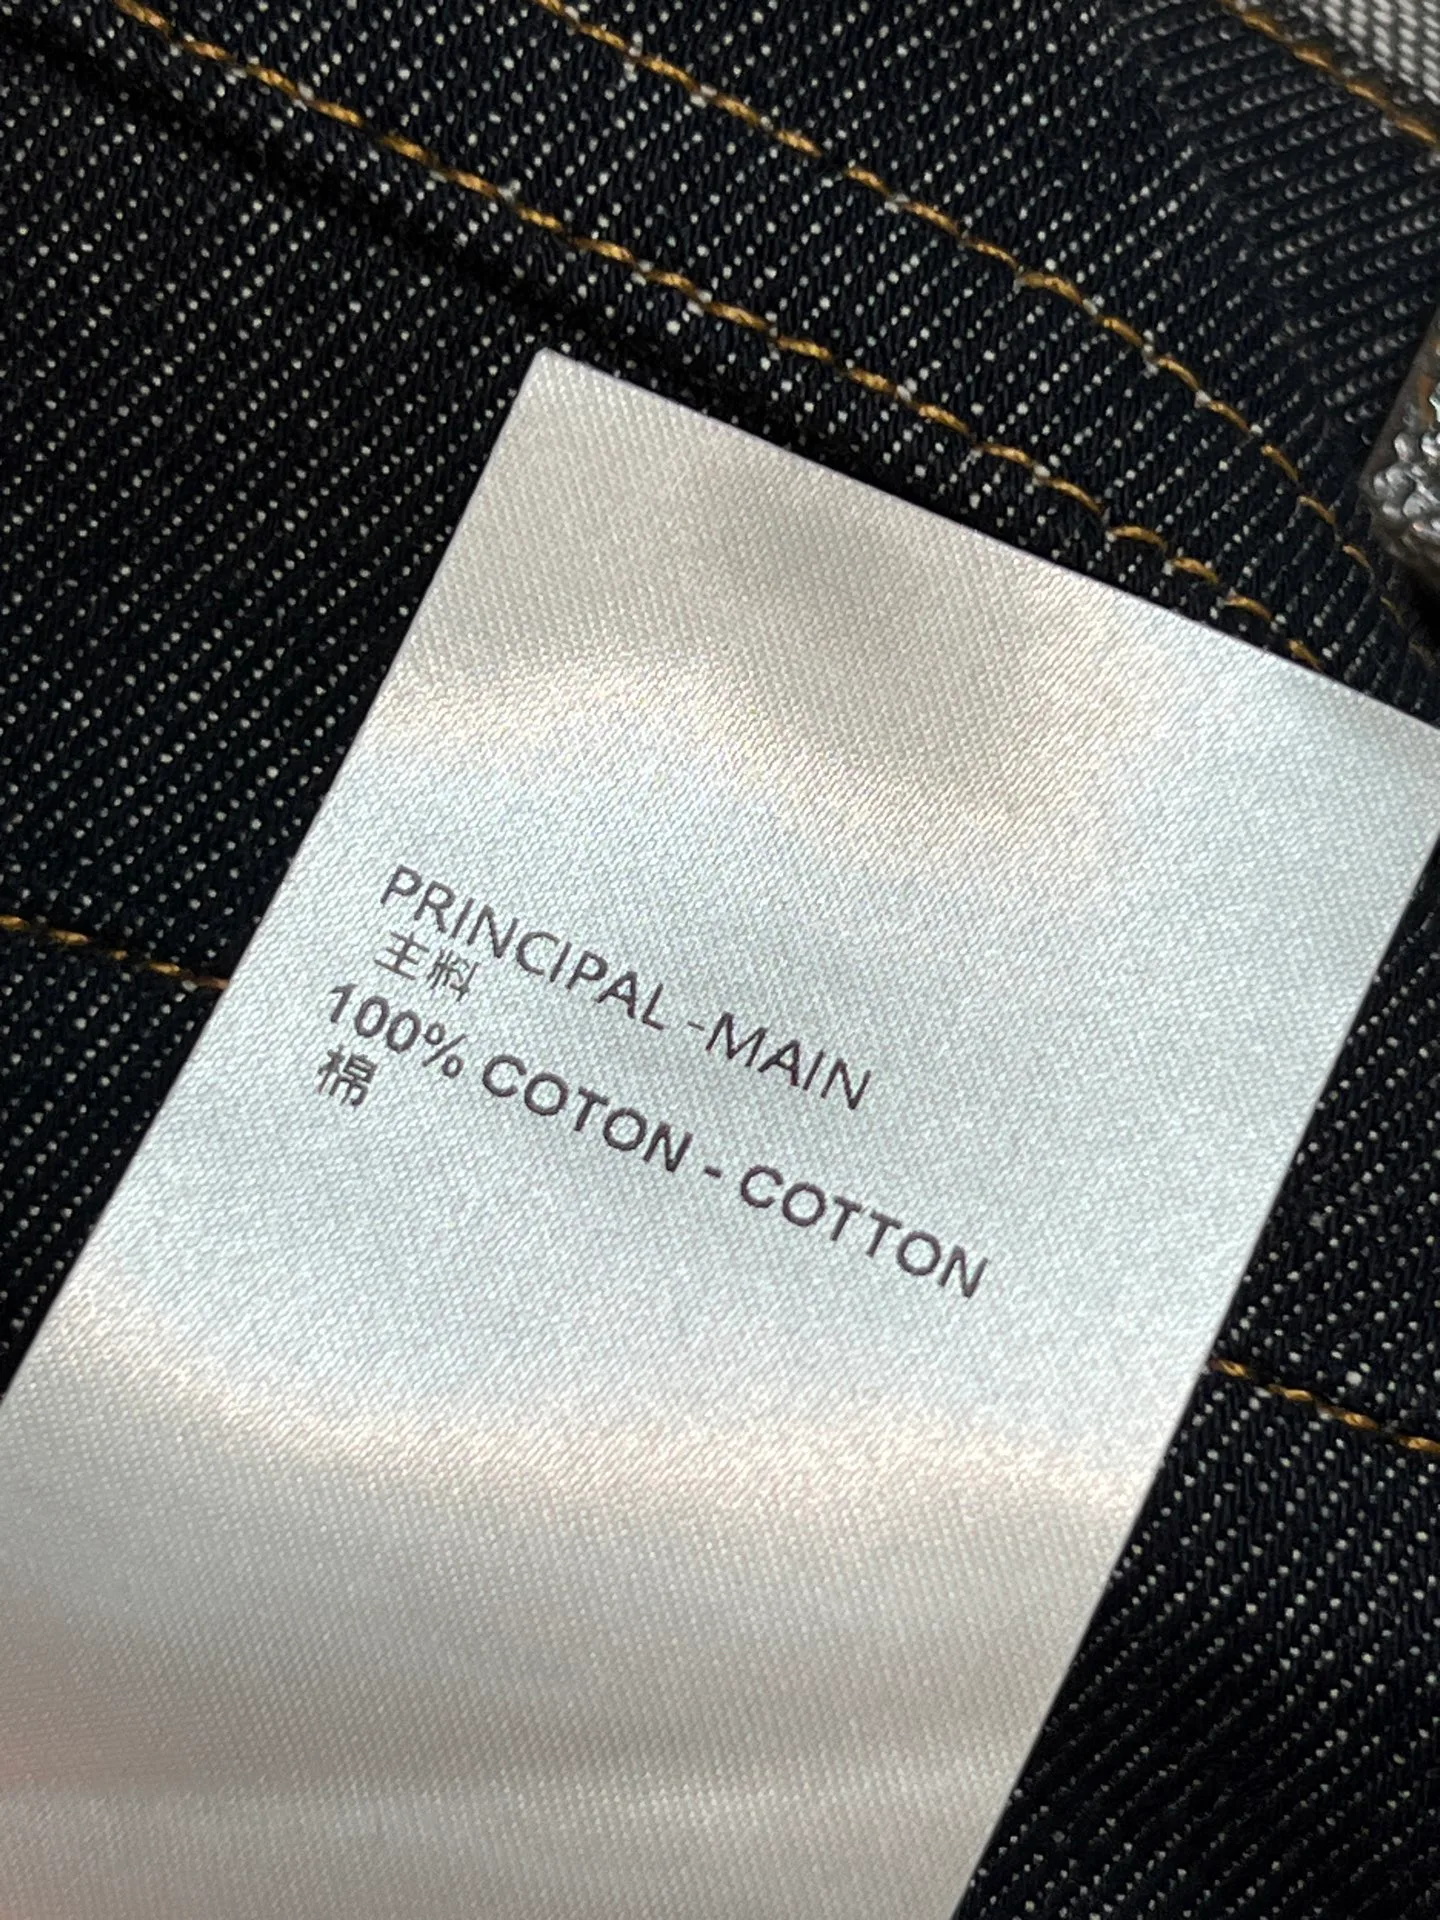 PRINCIPAL -MAIN
主料
100% COTON - COTTON
棉